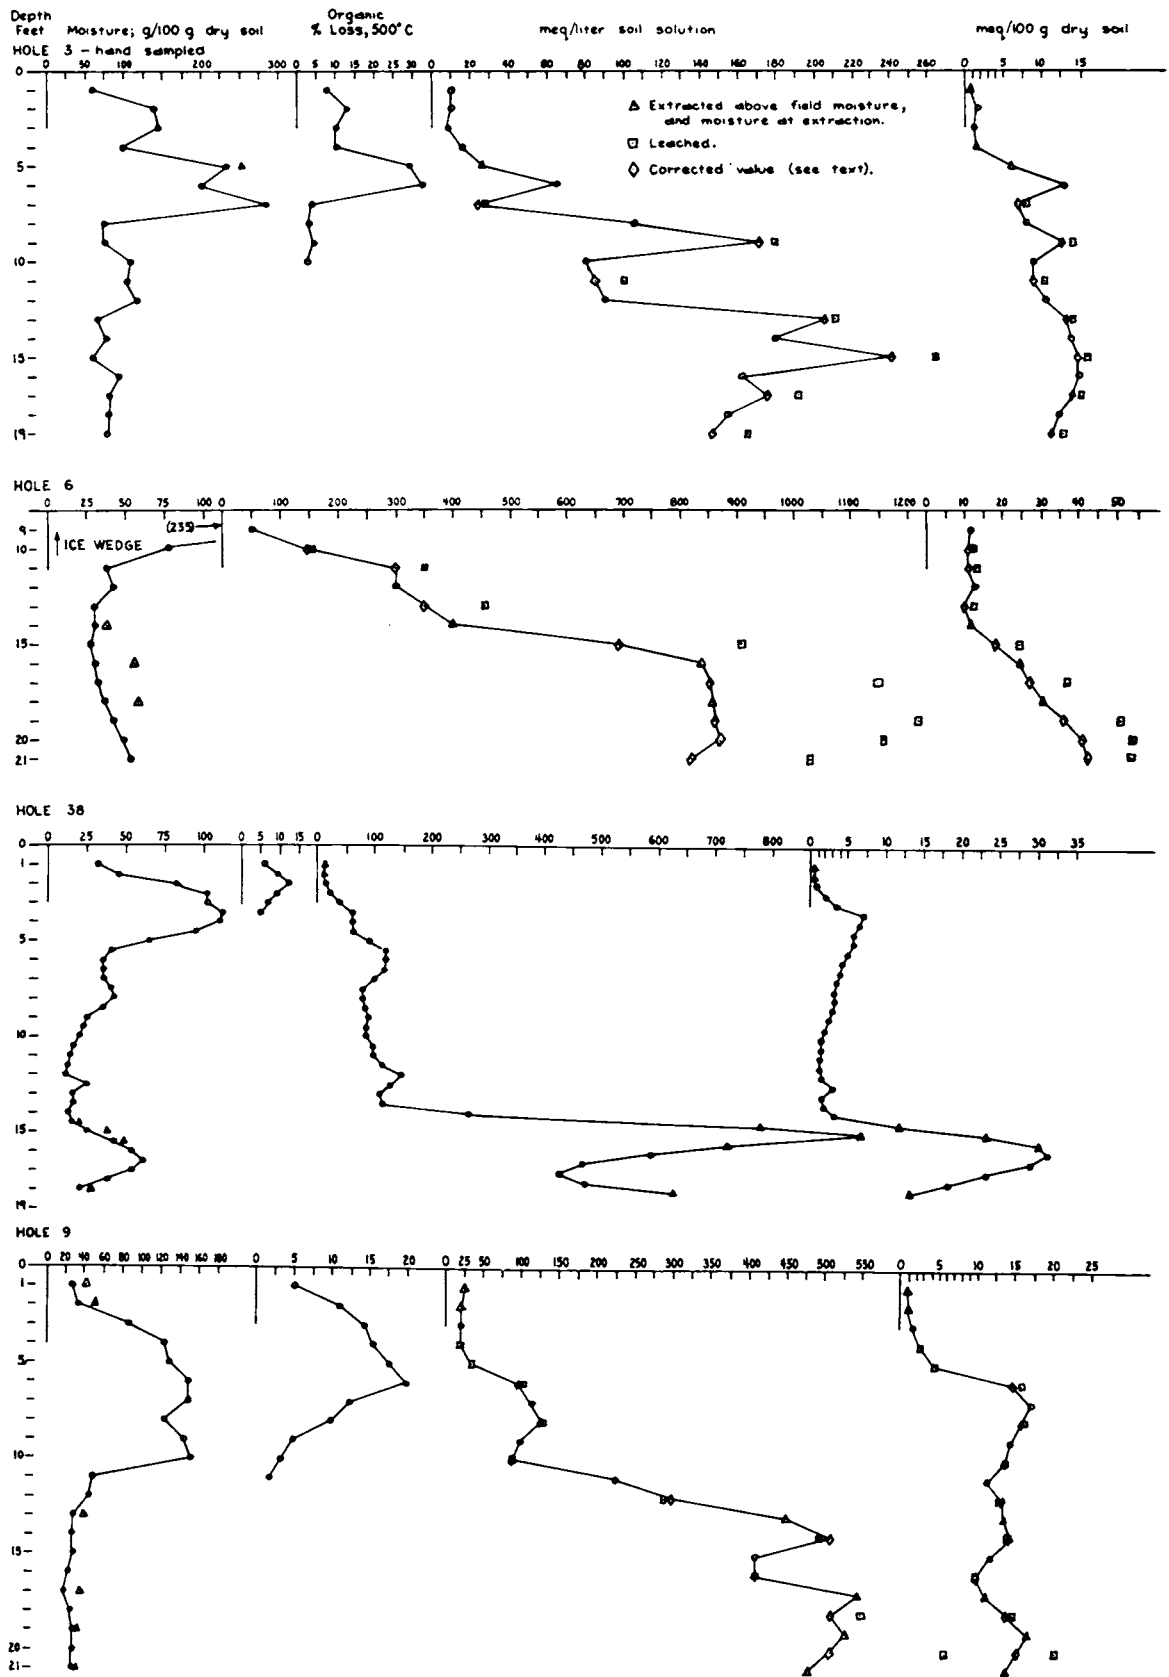 Depth
Feet Moisture; g/100 g dry soil
Organic
% Loss, 500°C
meq/liter soil solution
meq/100 g dry soil
HOLE 3 – hand sampled
0 50 100 200 300 0 5 10 20 30 0 20 40 60 80 100 120 140 160 180 200 220 240 260 0 5 10 15
0
5
10
15
19
▲ Extracted above field moisture,
and moisture at extraction.
□ Leached.
◇ Corrected value (see text).
HOLE 6
0 25 50 75 100 0 100 200 300 400 500 600 700 800 900 1000 1100 1200 0 10 20 30 40 50
9
10
15
20
21
(235)
↑ ICE WEDGE
HOLE 38
0 25 50 75 100 0 5 10 15 0 100 200 300 400 500 600 700 800 0 5 10 15 20 25 30 35
0
1
5
10
15
19
HOLE 9
0 20 40 60 80 100 120 140 160 180 0 5 10 15 20 0 25 50 100 150 200 250 300 350 400 450 500 550 0 5 10 15 20 25
0
1
5
10
15
20
21